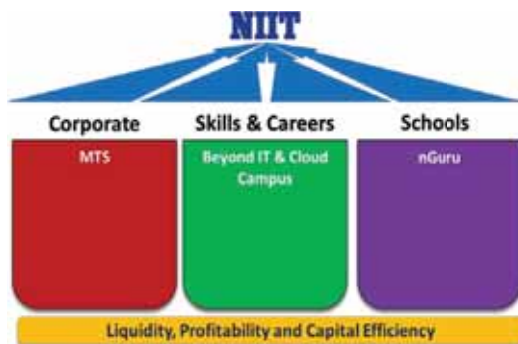 NIIT
Corporate
Skills & Careers
Schools
MTS
Beyond IT & Cloud
Campus
nGuru
Liquidity, Profitability and Capital Efficiency